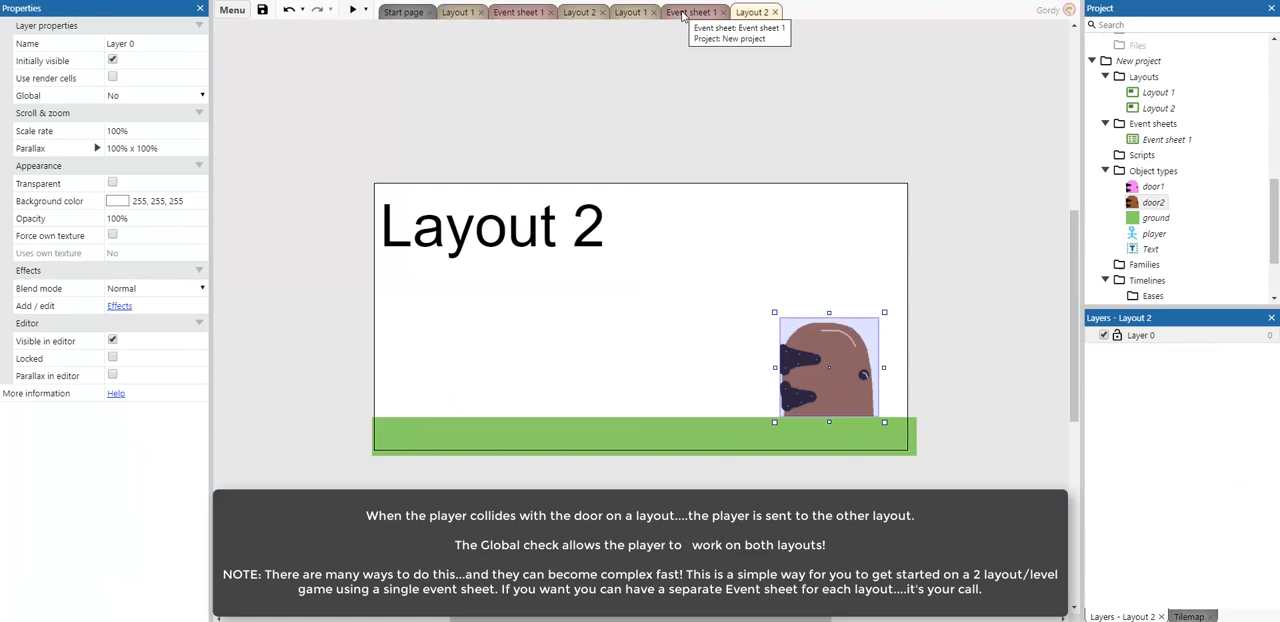 Properties
Menu
Start page
Layout 1
Event sheet 1
Layout 2
Layout 1
Event sheet 1
Layout 2
Gordy
Event sheet: Event sheet 1
Project: New project
Layer properties
Name Layer 0
Initially visible
Use render cells
Global No
Scroll & zoom
Scale rate 100%
Parallax 100% x 100%
Appearance
Transparent
Background color 255, 255, 255
Opacity 100%
Force own texture
Uses own texture No
Effects
Blend mode Normal
Add / edit Effects
Editor
Visible in editor
Locked
Parallax in editor
More information Help
Layout 2
When the player collides with the door on a layout....the player is sent to the other layout.
The Global check allows the player to work on both layouts!
NOTE: There are many ways to do this...and they can become complex fast! This is a simple way for you to get started on a 2 layout/level
game using a single event sheet. If you want you can have a separate Event sheet for each layout....it's your call.
Project
Search
Files
New project
Layouts
Layout 1
Layout 2
Event sheets
Event sheet 1
Scripts
Object types
door1
door2
ground
player
T Text
Families
Timelines
Eases
Layers - Layout 2
Layer 0 0
Layers - Layout 2
Tilemap